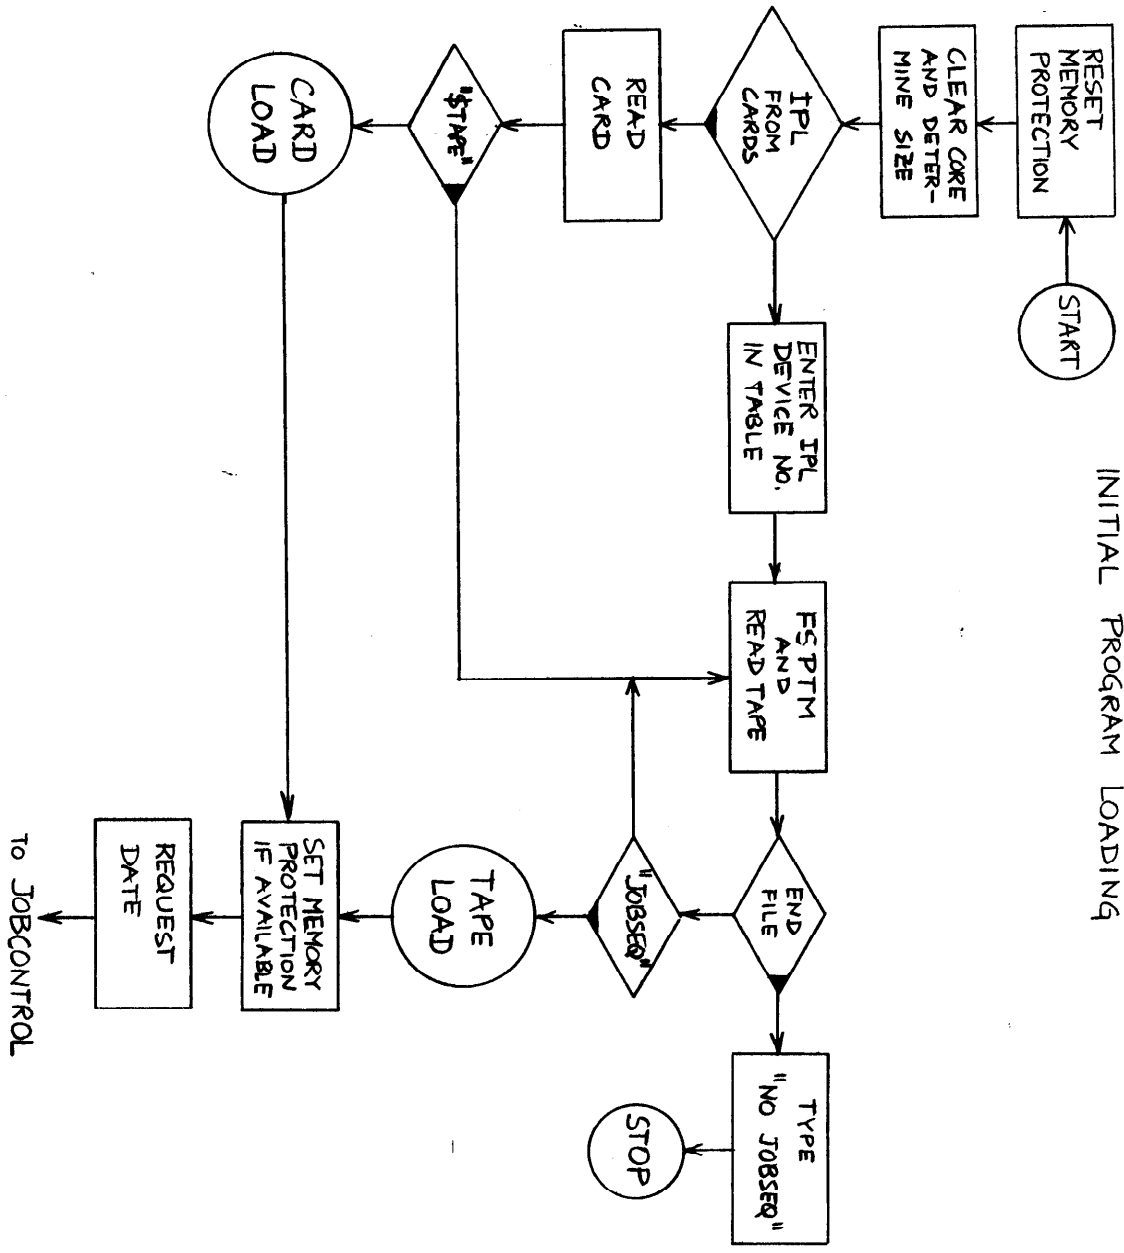 INITIAL PROGRAM LOADING
START
RESET
MEMORY
PROTECTION
CLEAR CORE
AND DETER-
MINE SIZE
IPL
FROM
CARDS
READ
CARD
"$TAPE"
CARD
LOAD
ENTER IPL
DEVICE NO.
IN TABLE
FSPTM
AND
READ TAPE
END
FILE
"JOBSEQ"
TAPE
LOAD
SET MEMORY
PROTECTION
IF AVAILABLE
REQUEST
DATE
To JOBCONTROL
TYPE
"NO JOBSEQ"
STOP